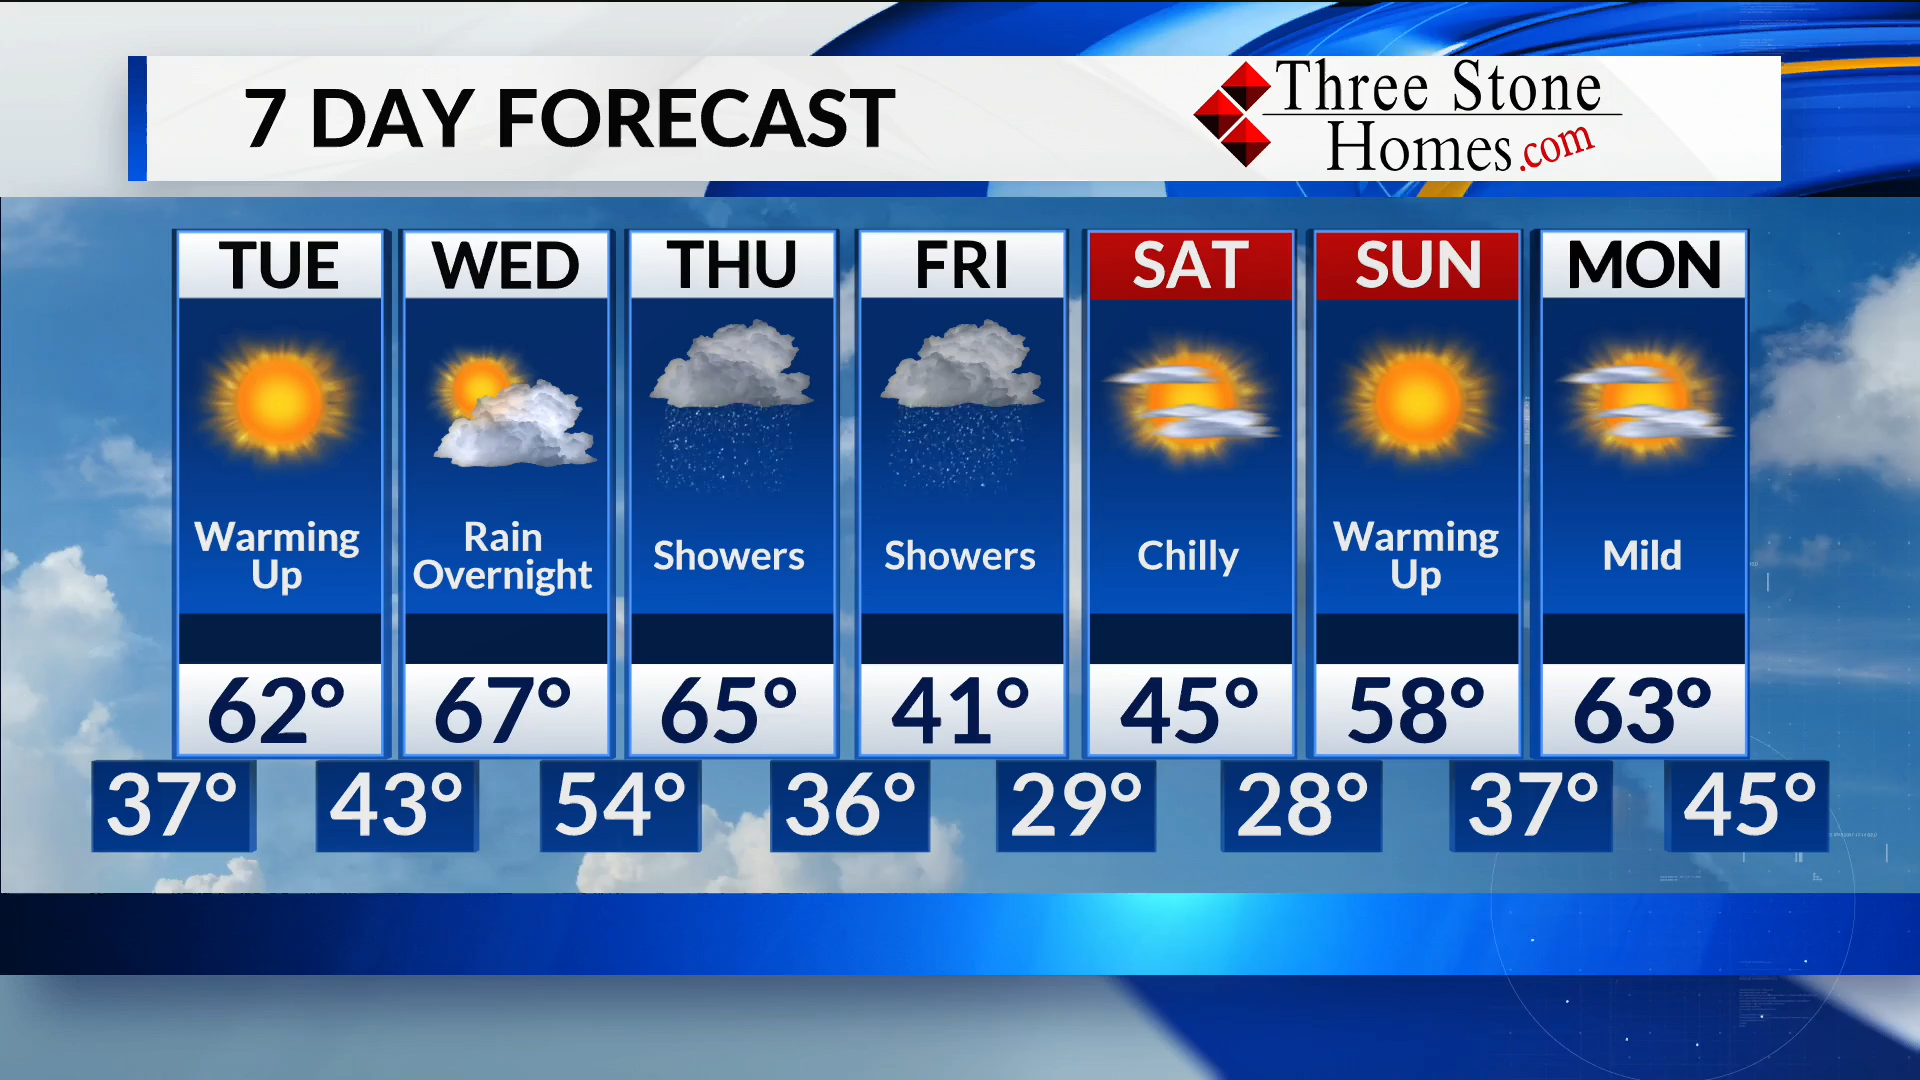 7 DAY FORECAST
Three Stone
Homes.com
TUE WED THU FRI SAT SUN MON
Warming
Up
Rain
Overnight
Showers
Showers
Chilly
Warming
Up
Mild
62° 67° 65° 41° 45° 58° 63°
37° 43° 54° 36° 29° 28° 37° 45°